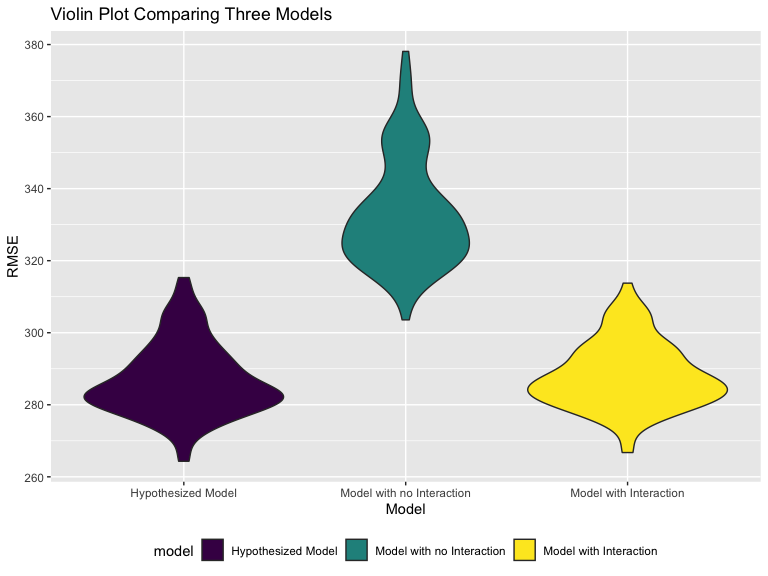 Violin Plot Comparing Three Models
380
360
340
320
300
280
260
RMSE
Hypothesized Model Model with no Interaction Model with Interaction
Model
model Hypothesized Model Model with no Interaction Model with Interaction